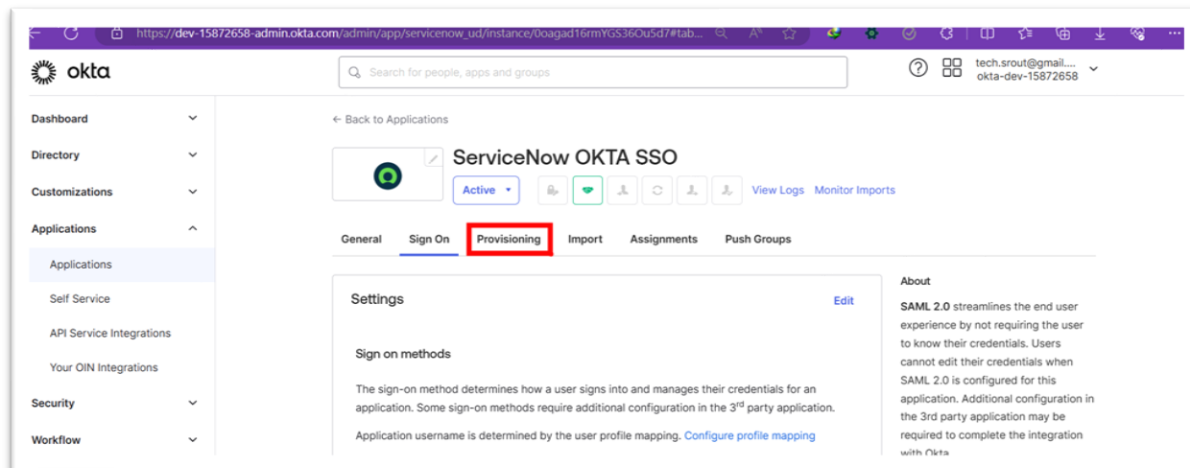 https://dev-15872658-admin.okta.com/admin/app/servicenow_ud/instance/0oagad16rmYGS36Ou5d7#tab...
okta
Search for people, apps and groups
tech.srout@gmail....
okta-dev-15872658
Dashboard
Directory
Customizations
Applications
Applications
Self Service
API Service Integrations
Your OIN Integrations
Security
Workflow
← Back to Applications
ServiceNow OKTA SSO
Active
View Logs Monitor Imports
General Sign On Provisioning Import Assignments Push Groups
Settings
Edit
Sign on methods
The sign-on method determines how a user signs into and manages their credentials for an
application. Some sign-on methods require additional configuration in the 3rd party application.
Application username is determined by the user profile mapping. Configure profile mapping
About
SAML 2.0 streamlines the end user
experience by not requiring the user
to know their credentials. Users
cannot edit their credentials when
SAML 2.0 is configured for this
application. Additional configuration in
the 3rd party application may be
required to complete the integration
with Okta